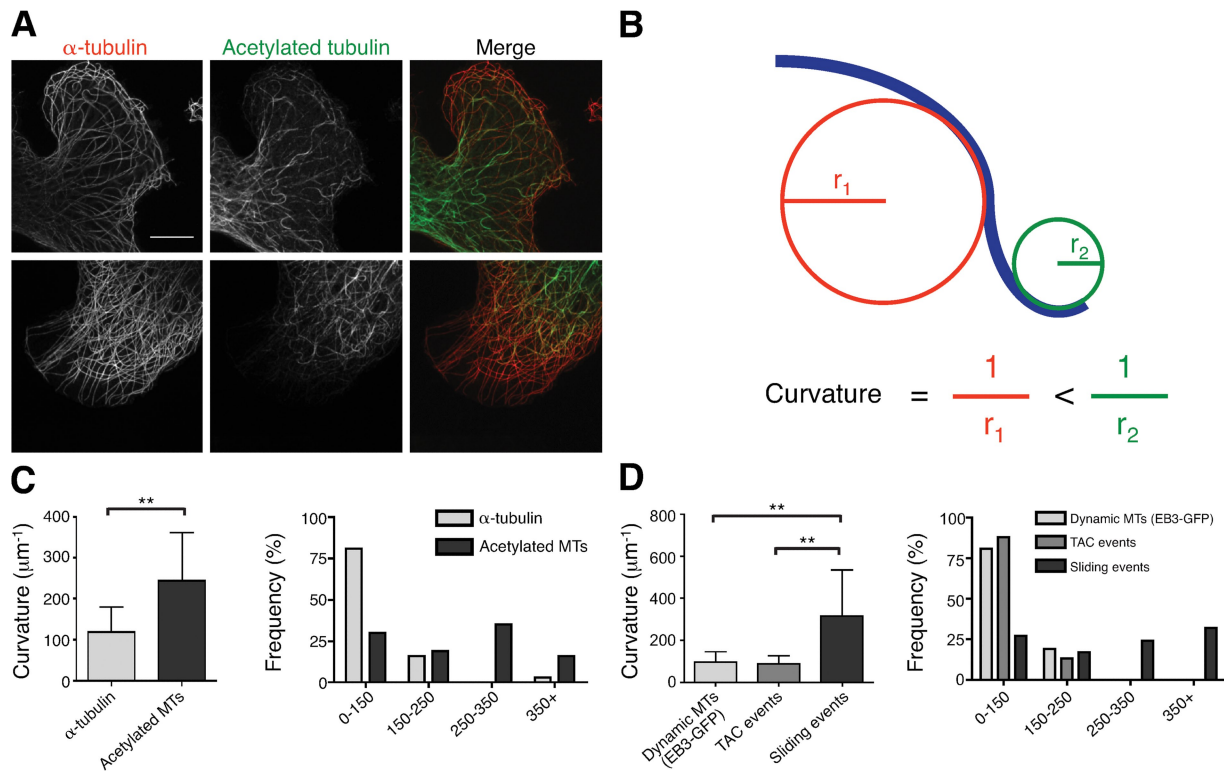 A
α-tubulin
Acetylated tubulin
Merge
B
r1
r2
Curvature = 1/r1 < 1/r2
C
Curvature (μm-1)
400
300
200
100
0
**
α-tubulin
Acetylated MTs
Frequency (%)
100
75
50
25
0
α-tubulin
Acetylated MTs
0-150
150-250
250-350
350+
D
Curvature (μm-1)
800
600
400
200
0
**
**
Dynamic MTs
(EB3-GFP)
TAC events
Sliding events
Frequency (%)
100
75
50
25
0
Dynamic MTs (EB3-GFP)
TAC events
Sliding events
0-150
150-250
250-350
350+